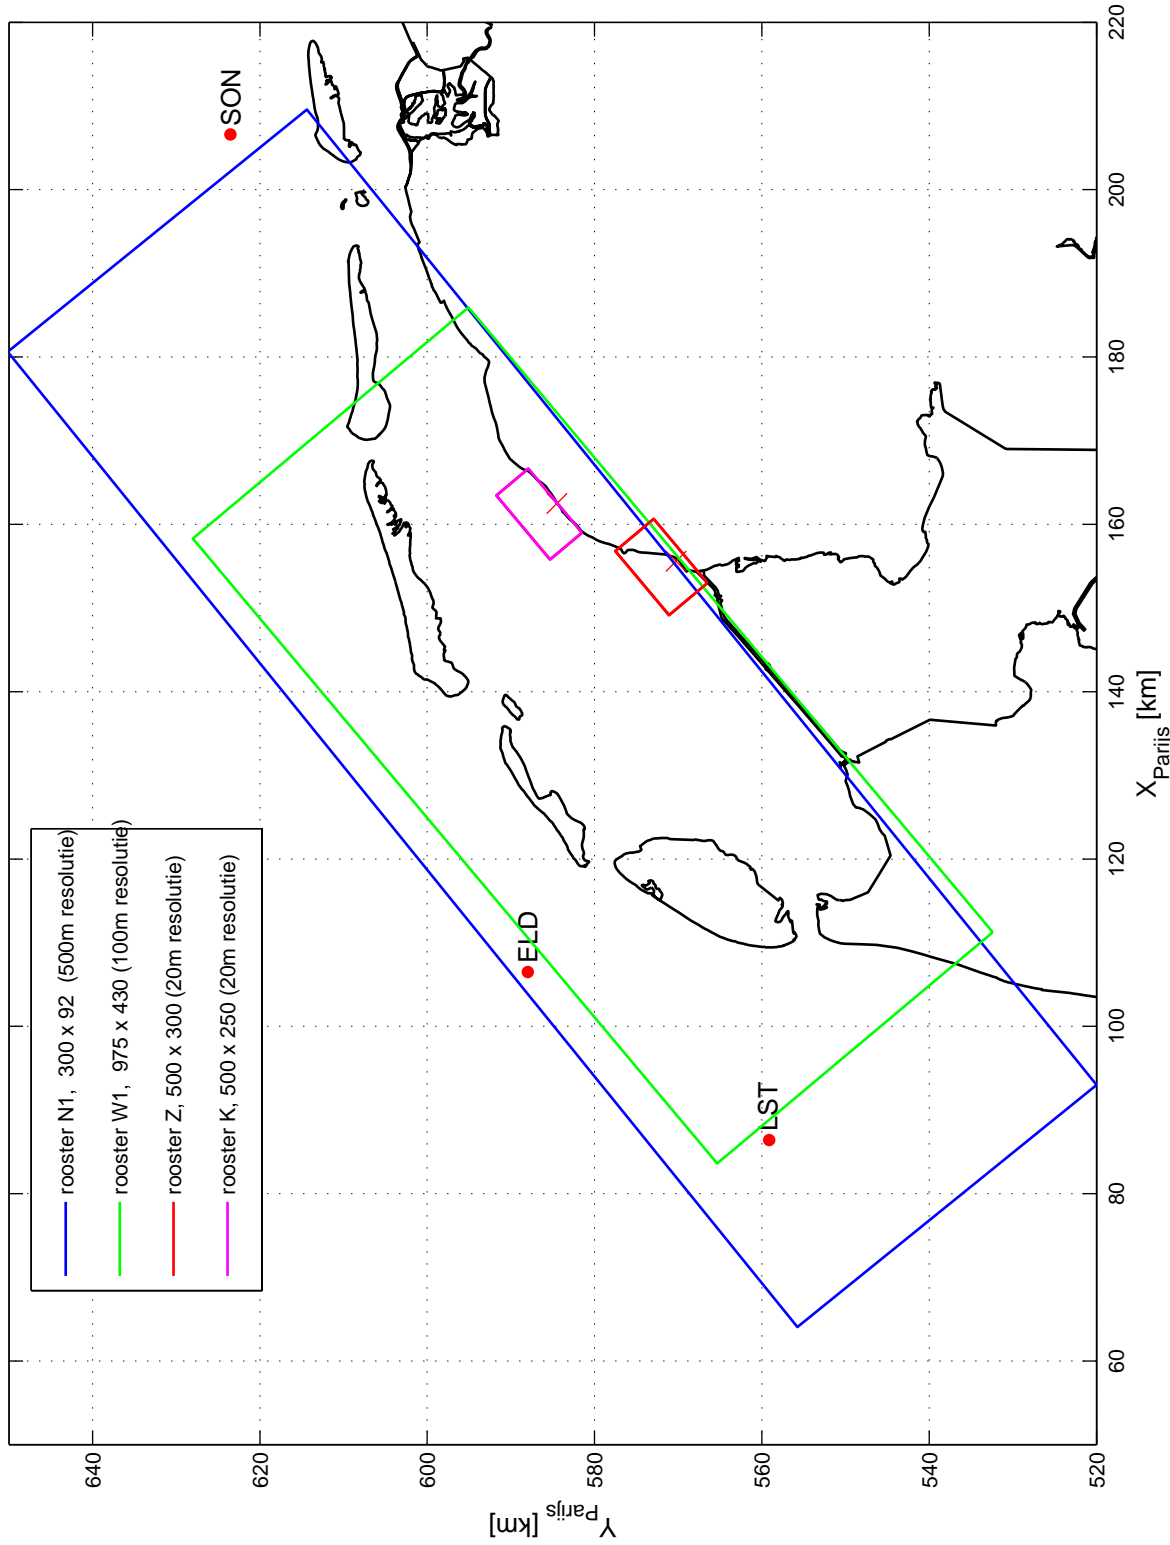 rooster N1,  300 x 92  (500m resolutie)
rooster W1,  975 x 430 (100m resolutie)
rooster Z, 500 x 300 (20m resolutie)
rooster K, 500 x 250 (20m resolutie)
SON
ELD
LST
Y_Parijs [km]
640
620
600
580
560
540
520
60
80
100
120
140
160
180
200
220
X_Parijs [km]